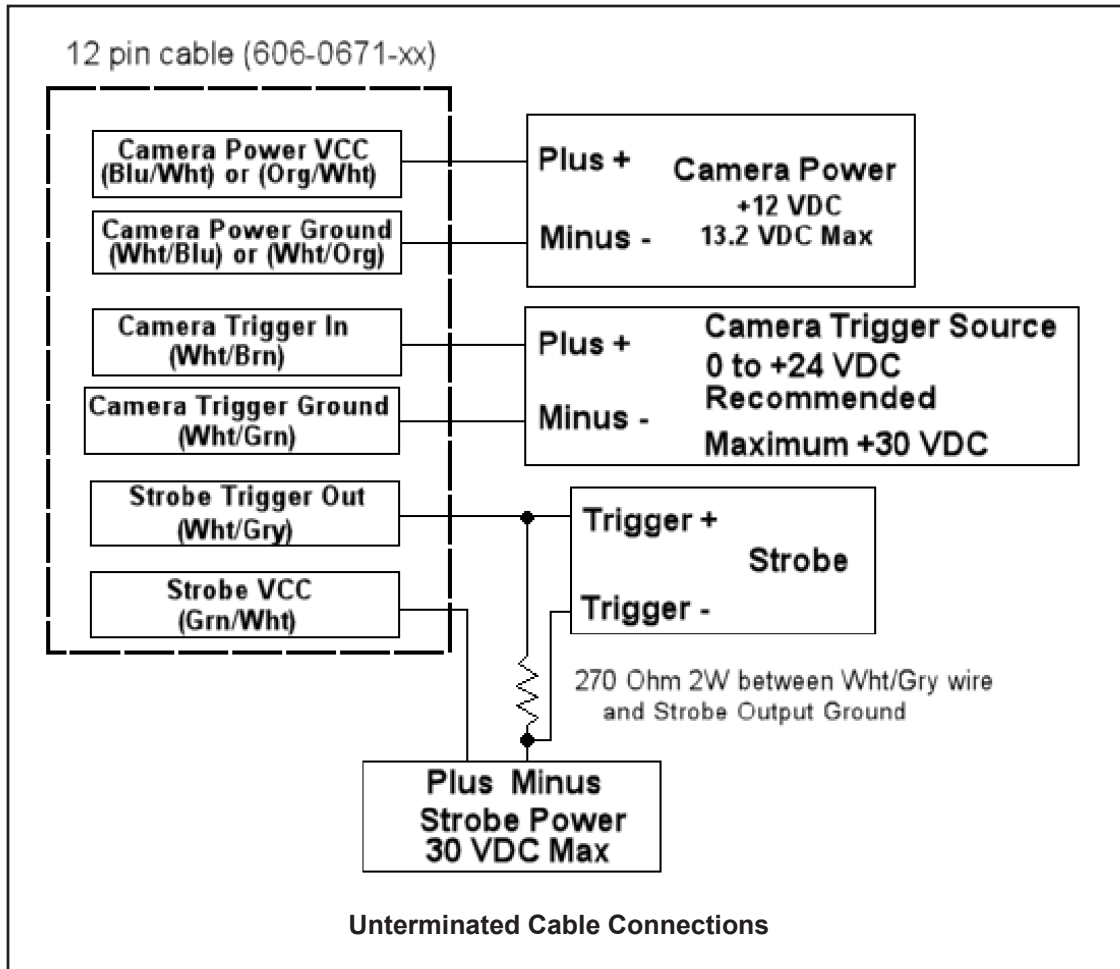 12 pin cable (606-0671-xx)
Camera Power VCC
(Blu/Wht) or (Org/Wht)
Camera Power Ground
(Wht/Blu) or (Wht/Org)
Plus +
Minus -
Camera Power
+12 VDC
13.2 VDC Max
Camera Trigger In
(Wht/Brn)
Camera Trigger Ground
(Wht/Grn)
Plus +
Minus -
Camera Trigger Source
0 to +24 VDC
Recommended
Maximum +30 VDC
Strobe Trigger Out
(Wht/Gry)
Strobe VCC
(Grn/Wht)
Trigger +
Strobe
Trigger -
270 Ohm 2W between Wht/Gry wire
and Strobe Output Ground
Plus Minus
Strobe Power
30 VDC Max
Unterminated Cable Connections